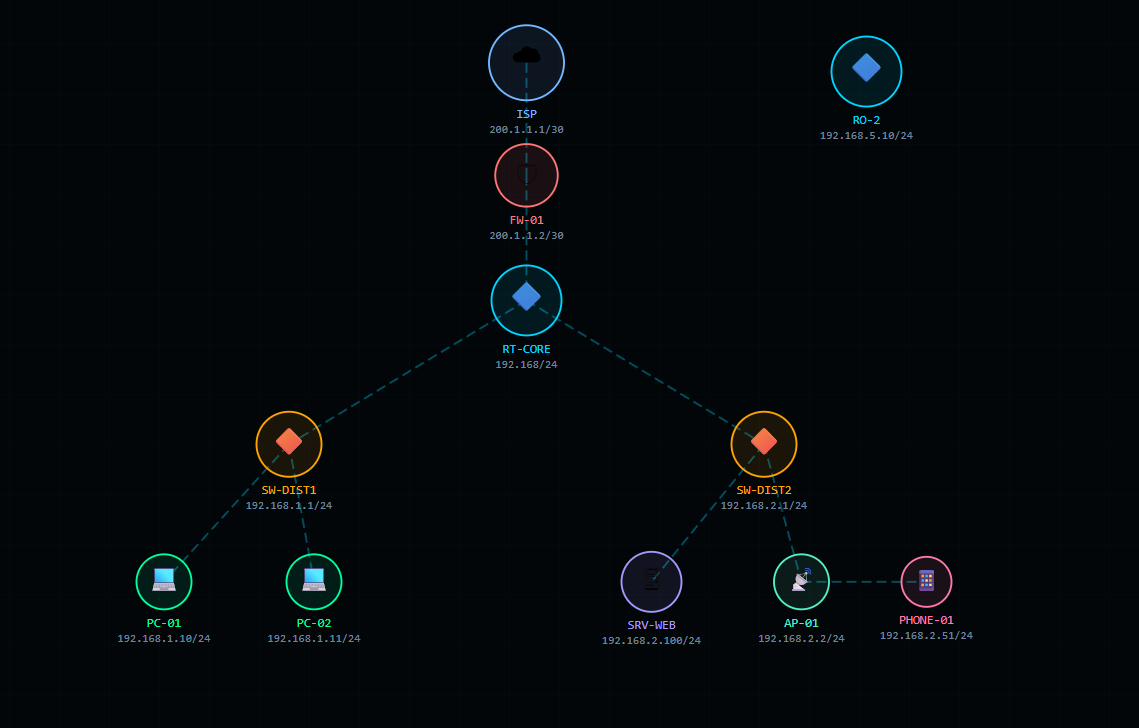 ISP
200.1.1.1/30
RO-2
192.168.5.10/24
FW-01
200.1.1.2/30
RT-CORE
192.168/24
SW-DIST1
192.168.1.1/24
SW-DIST2
192.168.2.1/24
PC-01
192.168.1.10/24
PC-02
192.168.1.11/24
SRV-WEB
192.168.2.100/24
AP-01
192.168.2.2/24
PHONE-01
192.168.2.51/24